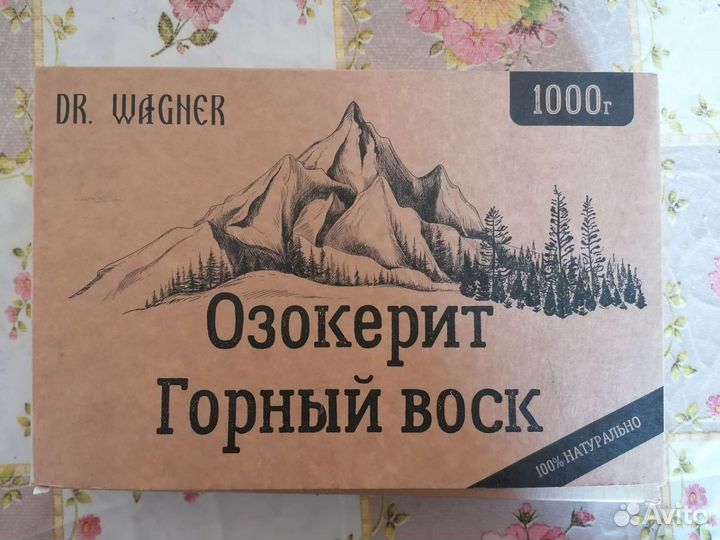 DR. WAGNER
1000г
Озокерит
Горный воск
100% НАТУРАЛЬНО
Avito